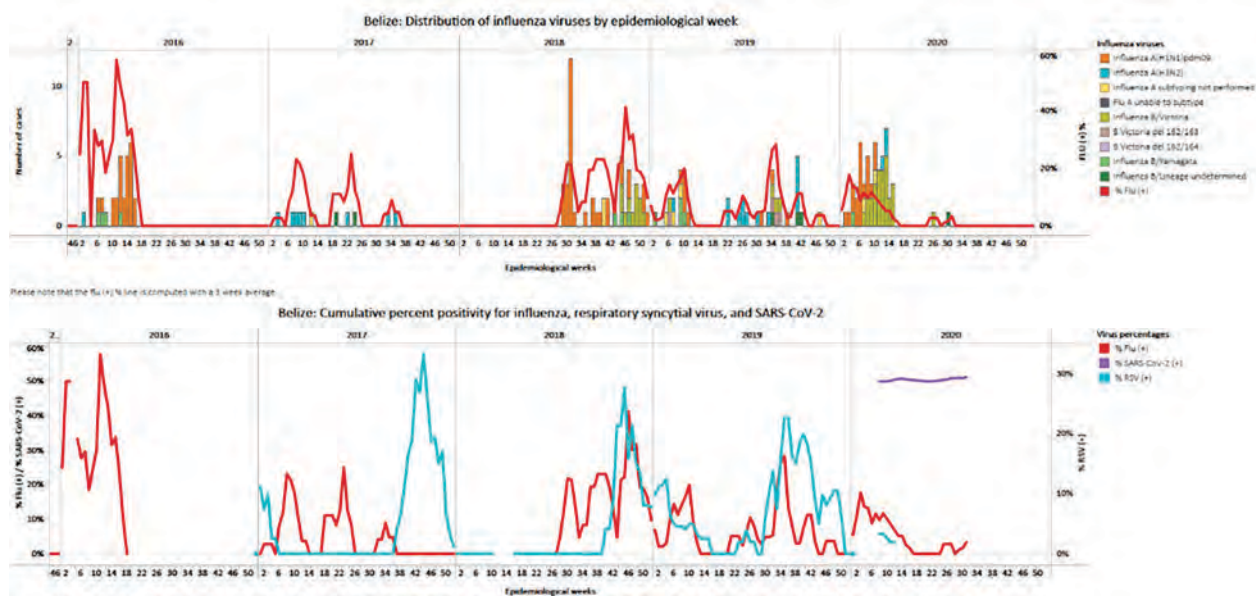 Belize: Distribution of influenza viruses by epidemiological week
2. 2016 2017 2018 2019 2020
Number of cases
10
5
0
60%
40%
20%
0%
FLU (+) %
46 2 6 10 14 18 22 26 30 34 38 42 46 50 2 6 10 14 18 22 26 30 34 38 42 46 50 2 6 10 14 18 22 26 30 34 38 42 46 50 2 6 10 14 18 22 26 30 34 38 42 46 50 2 6 10 14 18 22 26 30 34 38 42 46 50
Epidemiological weeks
Influenza viruses
Influenza A(H1N1)pdm09
Influenza A(H3N2)
Influenza A subtyping not performed
Flu A unable to subtype
Influenza B/Victoria
B Victoria del 162/163
B Victoria del 162/164
Influenza B/Yamagata
Influenza B/Lineage undetermined
% Flu (+)
Please note that the flu (+) % line is computed with a 3 week average
Belize: Cumulative percent positivity for influenza, respiratory syncytial virus, and SARS-CoV-2
2. 2016 2017 2018 2019 2020
% Flu (+) / % SARS-CoV-2 (+)
60%
50%
40%
30%
20%
10%
0%
30%
20%
10%
0%
% RSV (+)
46 2 6 10 14 18 22 26 30 34 38 42 46 50 2 6 10 14 18 22 26 30 34 38 42 46 50 2 6 10 14 18 22 26 30 34 38 42 46 50 2 6 10 14 18 22 26 30 34 38 42 46 50 2 6 10 14 18 22 26 30 34 38 42 46 50
Epidemiological weeks
Virus percentages
% Flu (+)
% SARS-CoV-2 (+)
% RSV (+)